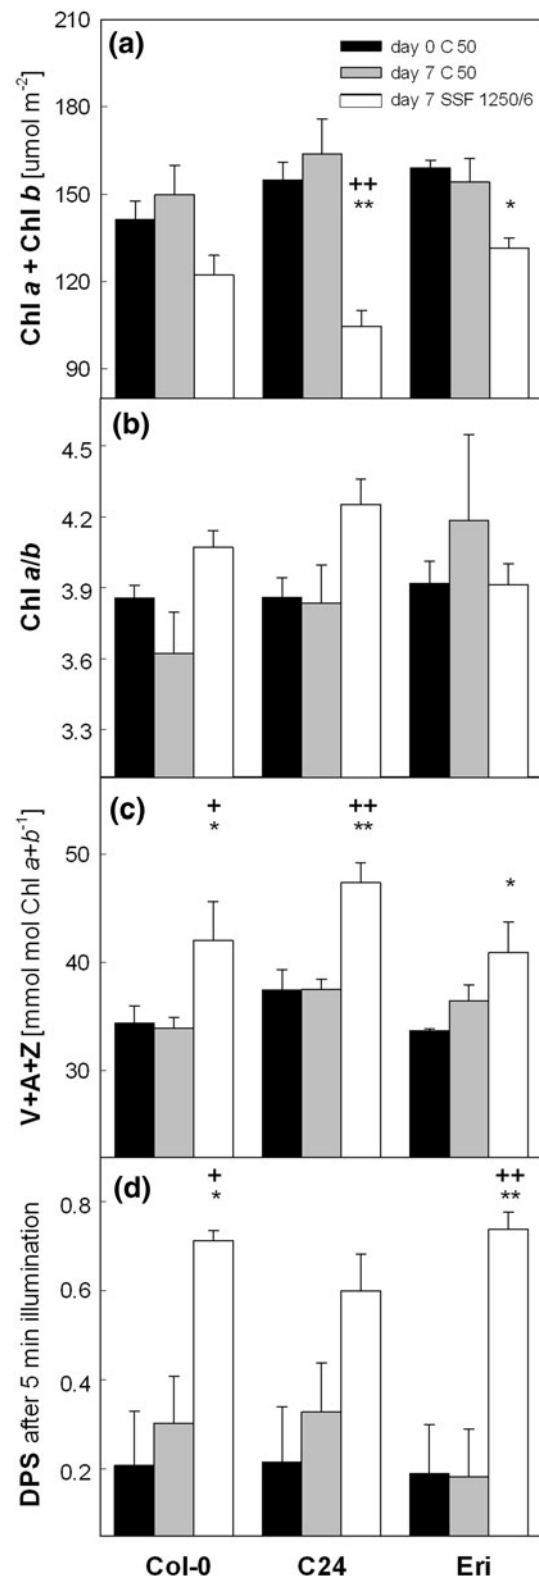 210
(a)
day 0 C 50
day 7 C 50
day 7 SSF 1250/6
180
++
**
*
150
120
90
Chl a + Chl b [umol m⁻²]
(b)
4.5
4.2
3.9
3.6
3.3
Chl a/b
(c)
+
*
++
**
*
50
40
30
V+A+Z [mmol mol Chl a+b⁻¹]
(d)
+
*
++
**
0.8
0.6
0.4
0.2
DPS after 5 min illumination
Col-0 C24 Eri